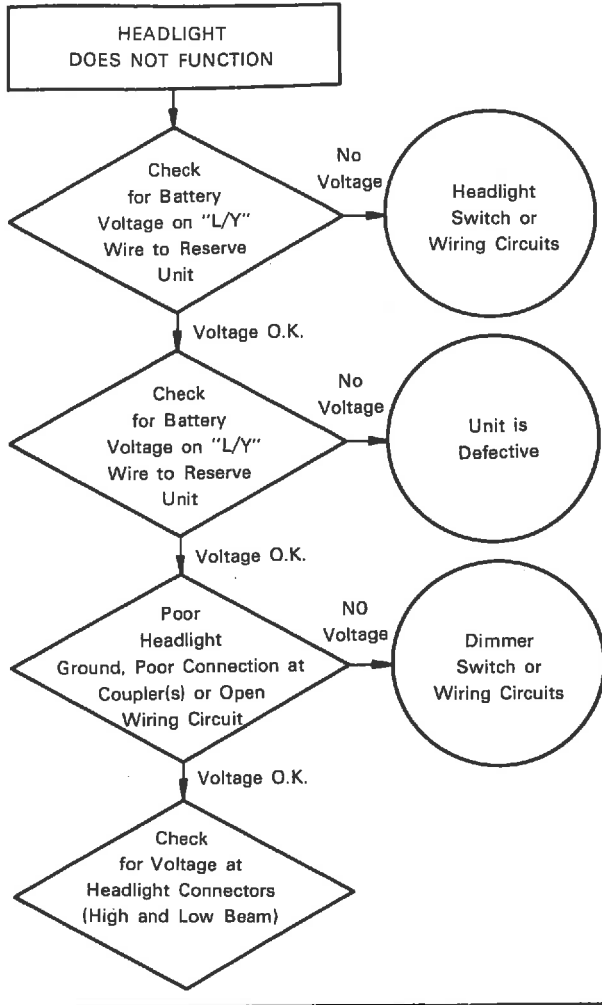 HEADLIGHT
DOES NOT FUNCTION
Check
for Battery
Voltage on "L/Y"
Wire to Reserve
Unit
No
Voltage
Headlight
Switch or
Wiring Circuits
Voltage O.K.
Check
for Battery
Voltage on "L/Y"
Wire to Reserve
Unit
No
Voltage
Unit is
Defective
Voltage O.K.
Poor
Headlight
Ground, Poor Connection at
Coupler(s) or Open
Wiring Circuit
NO
Voltage
Dimmer
Switch or
Wiring Circuits
Voltage O.K.
Check
for Voltage at
Headlight Connectors
(High and Low Beam)